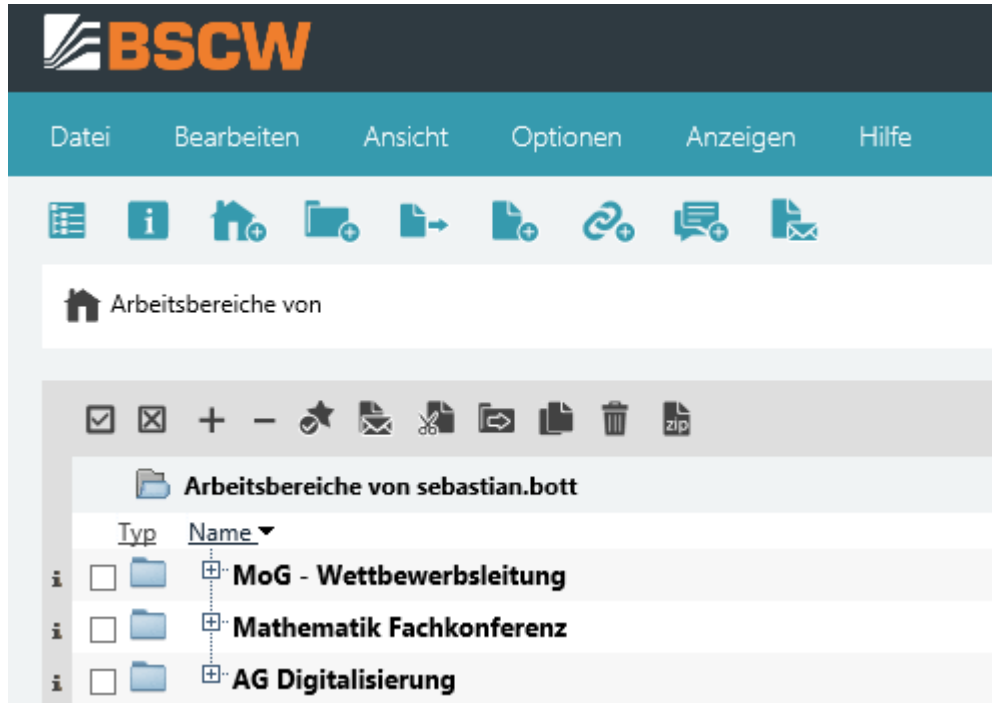 BSCW
Datei Bearbeiten Ansicht Optionen Anzeigen Hilfe
Arbeitsbereiche von
zip
Arbeitsbereiche von sebastian.bott
Typ Name
MoG - Wettbewerbsleitung
Mathematik Fachkonferenz
AG Digitalisierung